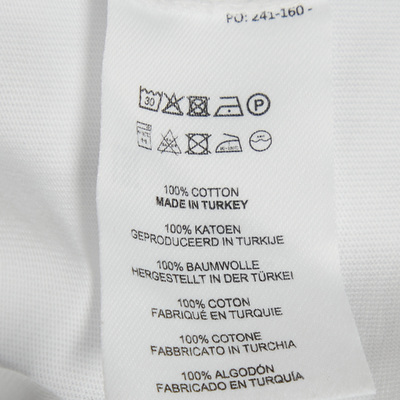 PO: 241-160 -
30
P
100% COTTON
MADE IN TURKEY
100% KATOEN
GEPRODUCEERD IN TURKIJE
100% BAUMWOLLE
HERGESTELLT IN DER TÜRKEI
100% COTON
FABRIQUÉ EN TURQUIE
100% COTONE
FABBRICATO IN TURCHIA
100% ALGODÓN
FABRICADO EN TURQUÍA